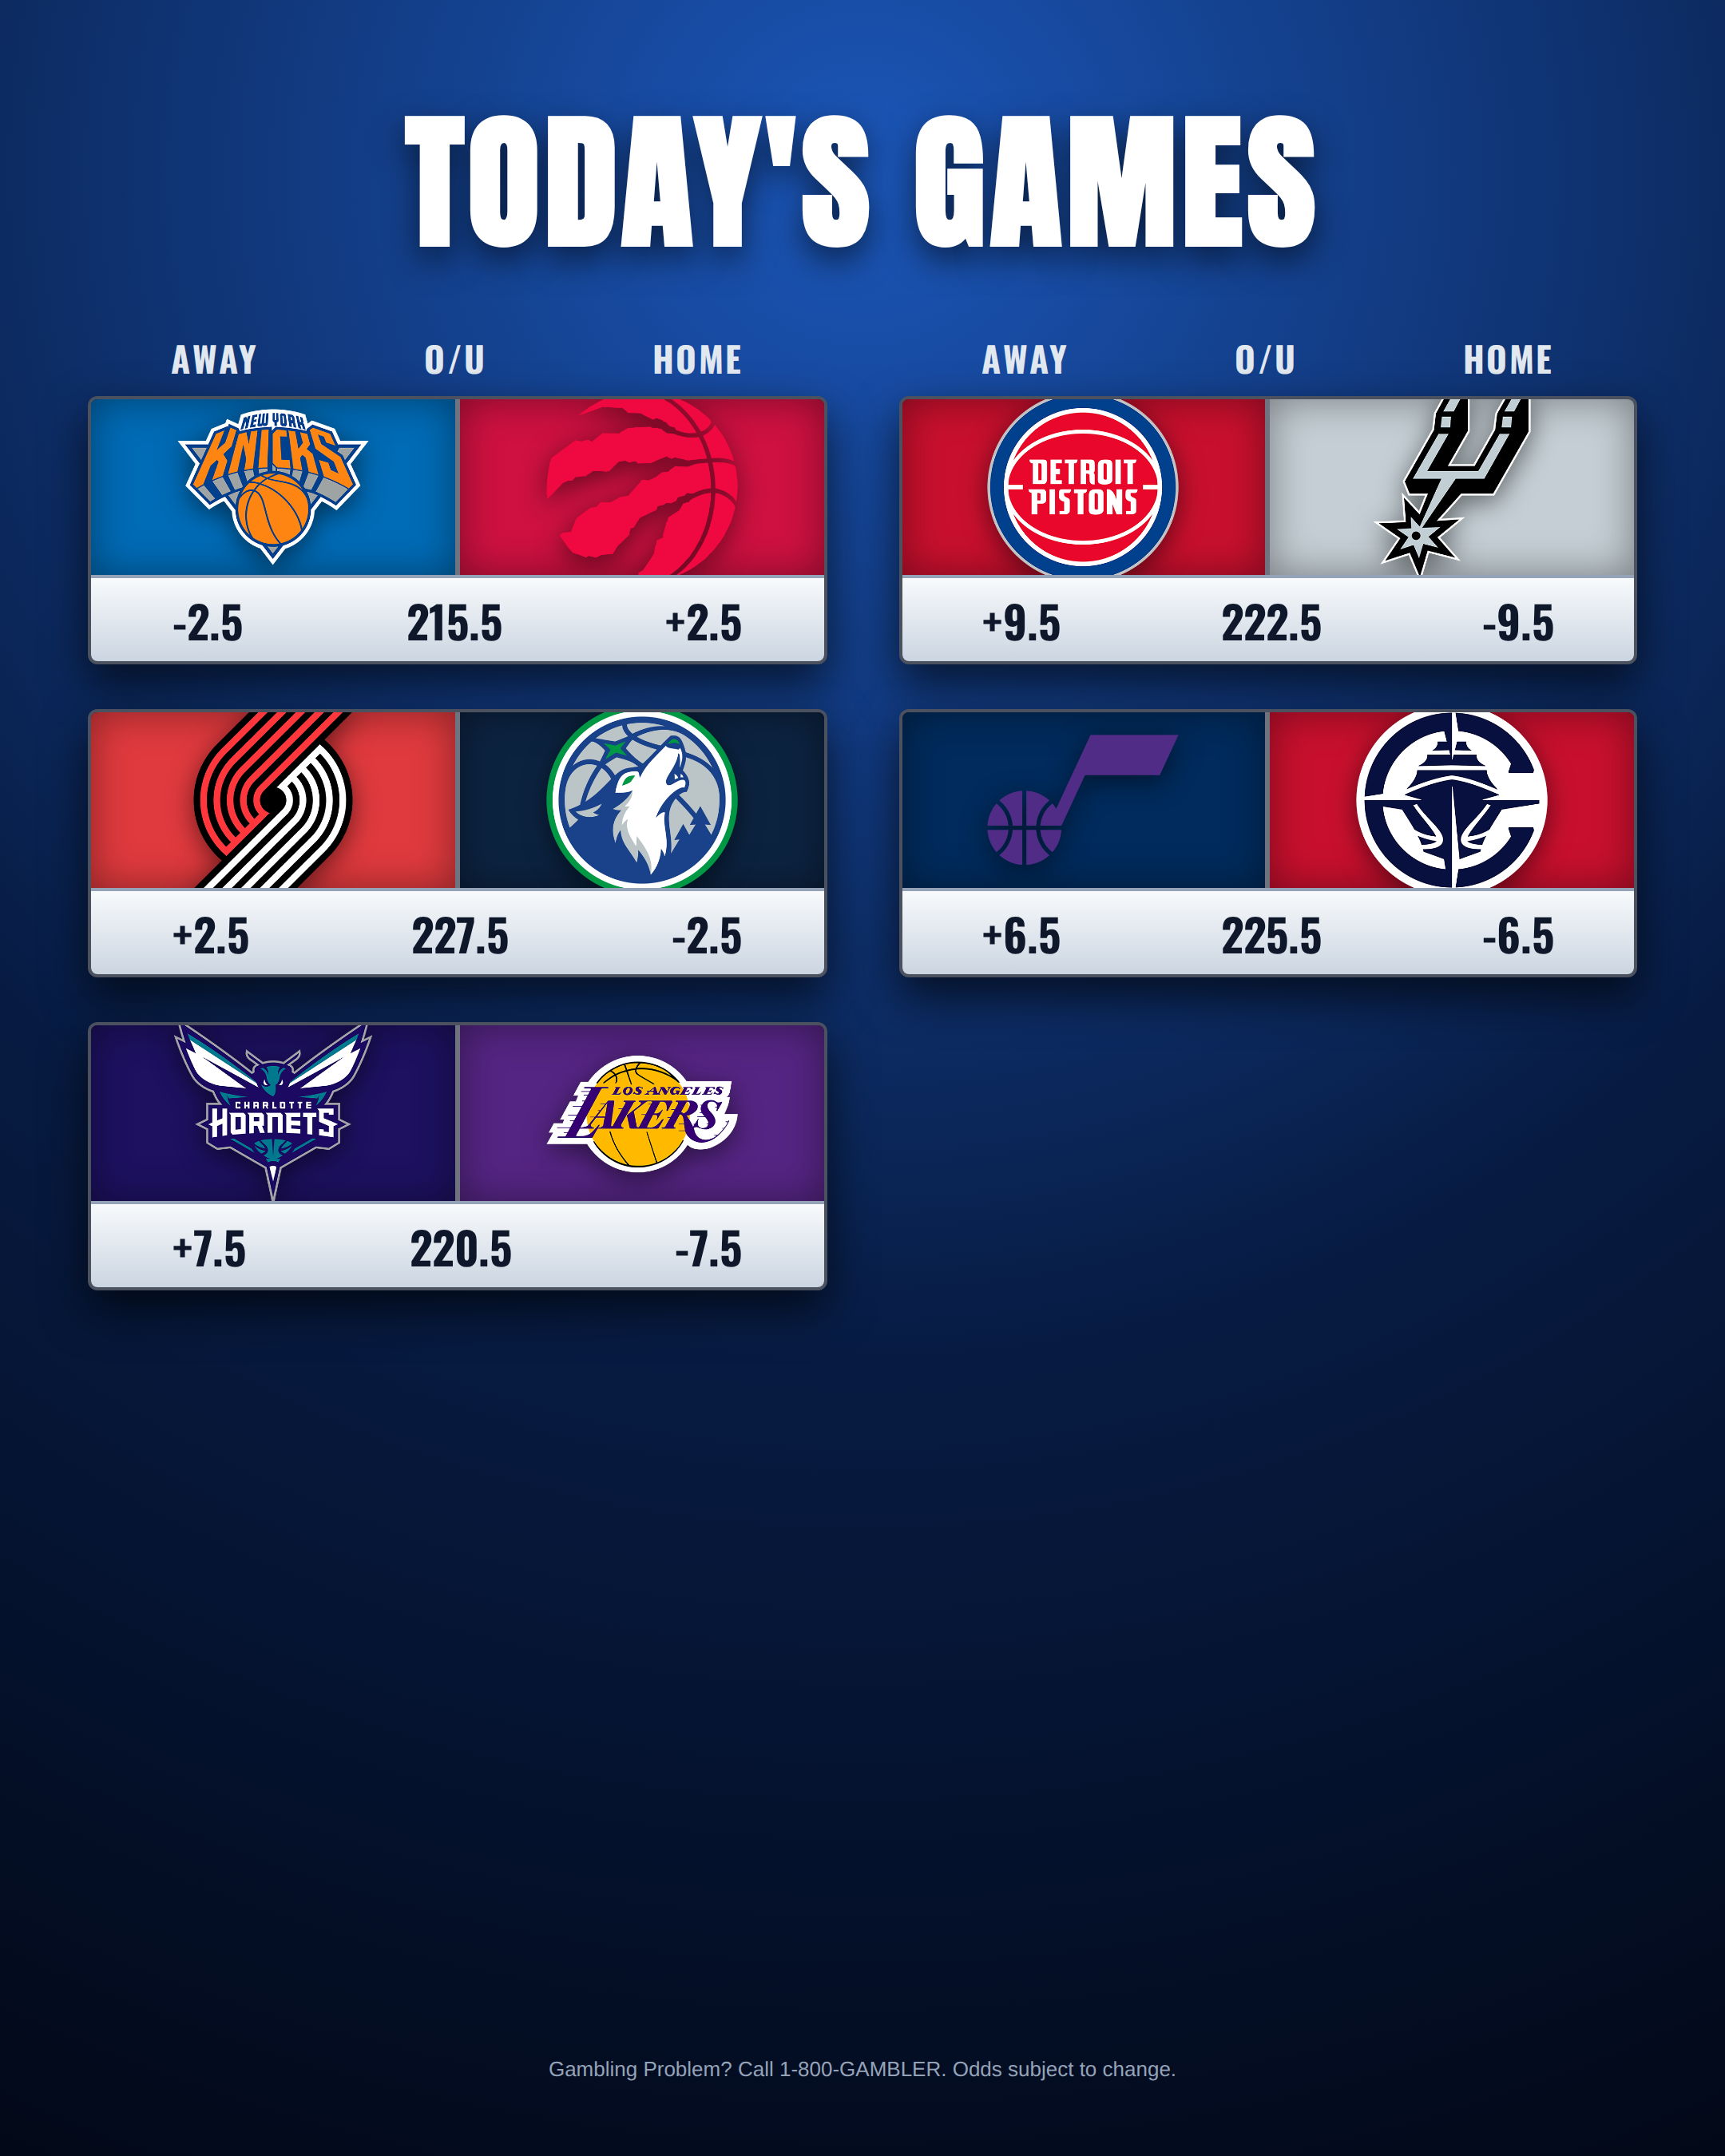 TODAY'S GAMES
AWAY O/U HOME AWAY O/U HOME
NEW YORK
KNICKS
DETROIT
PISTONS
-2.5 215.5 +2.5
+9.5 222.5 -9.5
+2.5 227.5 -2.5
+6.5 225.5 -6.5
CHARLOTTE
HORNETS
LOS ANGELES
LAKERS
+7.5 220.5 -7.5
Gambling Problem? Call 1-800-GAMBLER. Odds subject to change.